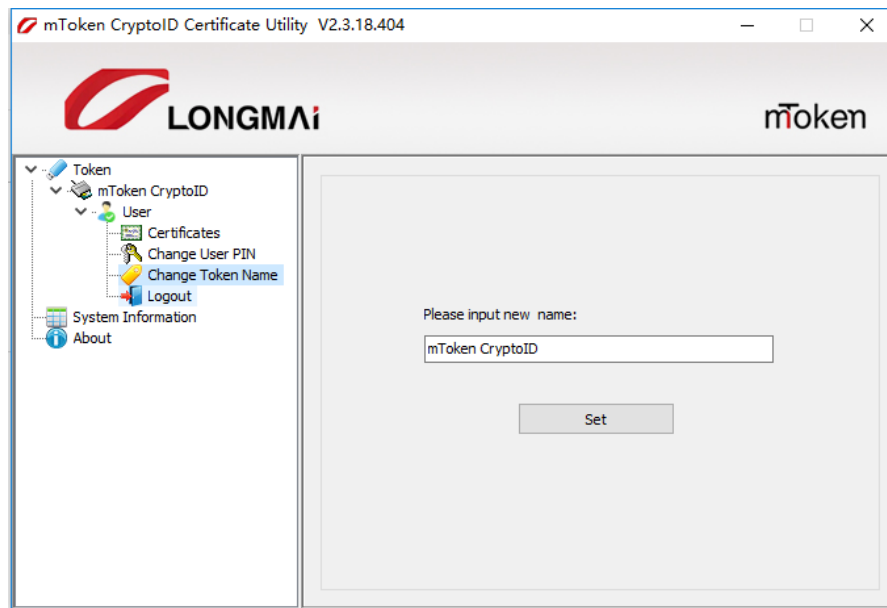 mToken CryptoID Certificate Utility V2.3.18.404
LONGMAi
mToken
Token
mToken CryptoID
User
Certificates
Change User PIN
Change Token Name
Logout
System Information
About
Please input new name:
mToken CryptoID
Set